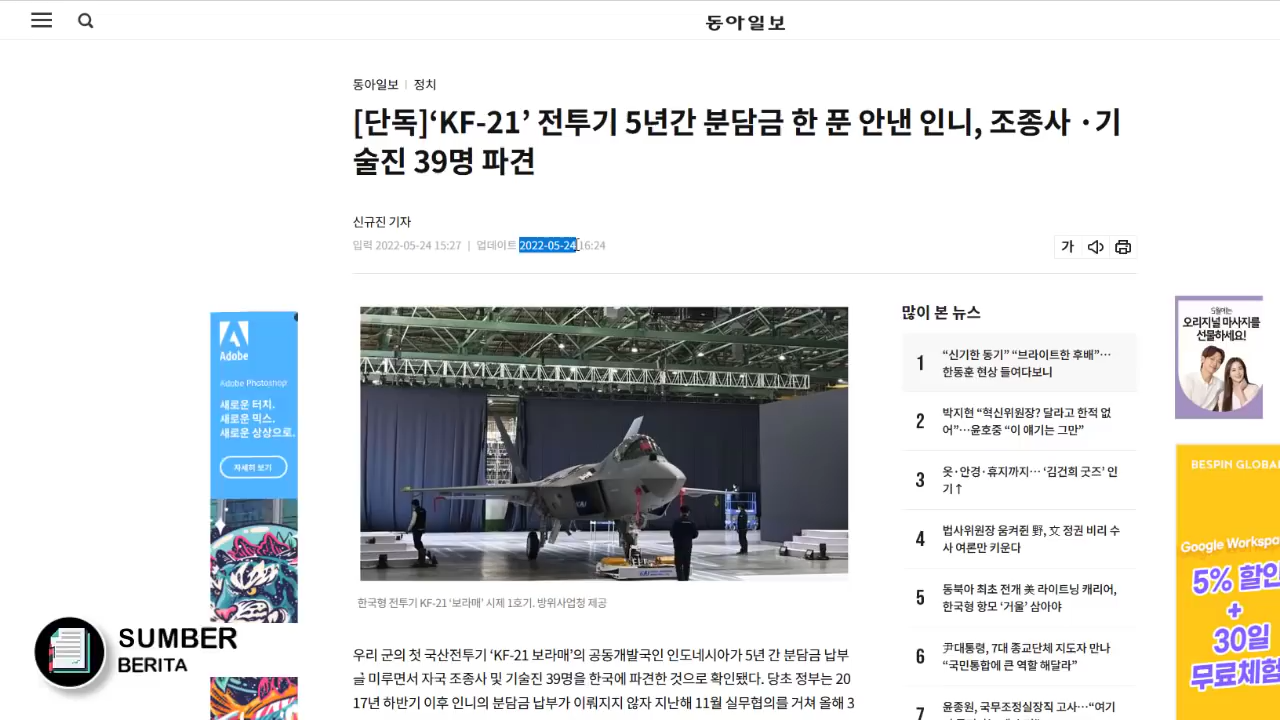 동아일보
동아일보 | 정치
[단독]‘KF-21’ 전투기 5년간 분담금 한 푼 안낸 인니, 조종사 ·기
술진 39명 파견
신규진 기자
입력 2022-05-24 15:27 | 업데이트 2022-05-24 16:24
가
한국형 전투기 KF-21 ‘보라매’ 시제 1호기. 방위사업청 제공
우리 군의 첫 국산전투기 ‘KF-21 보라매’의 공동개발국인 인도네시아가 5년 간 분담금 납부
를 미루면서 자국 조종사 및 기술진 39명을 한국에 파견한 것으로 확인됐다. 당초 정부는 20
17년 하반기 이후 인니의 분담금 납부가 이뤄지지 않자 지난해 11월 실무협의를 거쳐 올해 3
많이 본 뉴스
1
“신기한 동기” “브라이트한 후배”…
한동훈 현상 들여다보니
2
박지현 “혁신위원장? 달라고 한적 없
어”…윤호중 “이 얘기는 그만”
3
옷·안경·휴지까지… ‘김건희 굿즈’ 인
기↑
4
법사위원장 움켜쥔 野, 文 정권 비리 수
사 여론만 키운다
5
동북아 최초 전개 美 라이트닝 캐리어,
한국형 항모 ‘거울’ 삼아야
6
尹대통령, 7대 종교단체 지도자 만나
“국민통합에 큰 역할 해달라”
7
윤종원, 국무조정실장직 고사…“여기
Adobe
Adobe Photoshop
새로운 터치.
새로운 믹스.
새로운 상상으로.
자세히 보기
5월에는
오리지널 마사지를
선물하세요!
BESPIN GLOBA
Google Workspa
5% 할인
+
30일
무료체험
SUMBER
BERITA